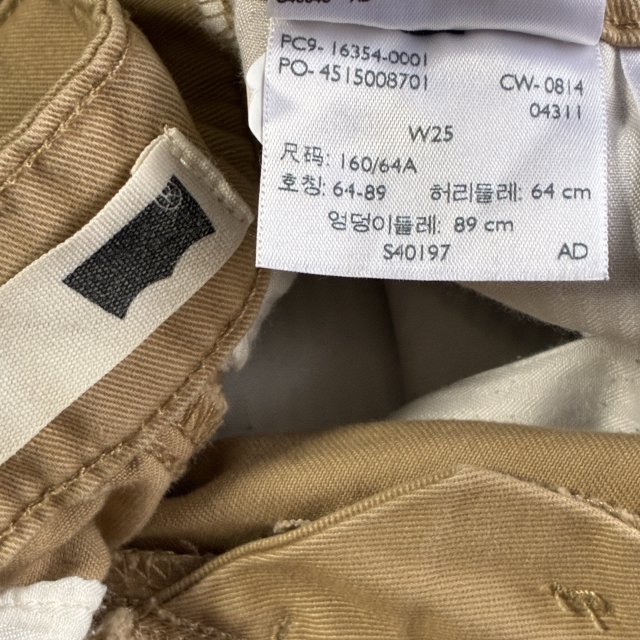 PC9- 16354-0001
PO- 4515008701 CW- 0814
04311
W25
尺码: 160/64A
호칭: 64-89 허리둘레: 64 cm
엉덩이둘레: 89 cm
S40197 AD